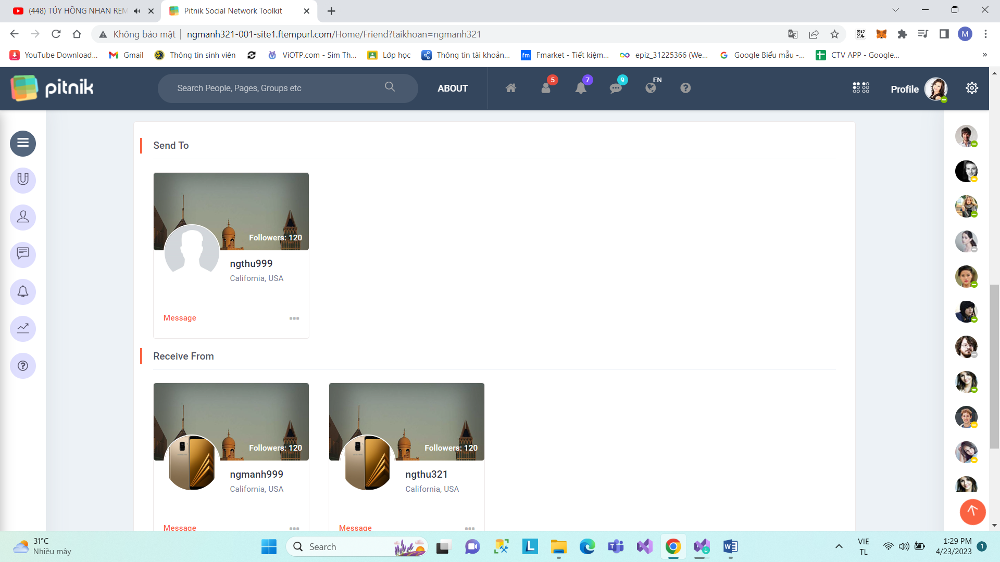 (448) TÚY HỒNG NHAN REM
Pitnik Social Network Toolkit
Không bảo mật
ngmanh321-001-site1.ftempurl.com/Home/Friend?taikhoan=ngmanh321
M
YouTube Download...
Gmail
Thông tin sinh viên
ViOTP.com - Sim Th...
Lớp học
Thông tin tài khoản...
fm
Fmarket - Tiết kiệm...
epiz_31225366 (We...
Google Biểu mẫu -...
CTV APP - Google...
»
pitnik
Search People, Pages, Groups etc
ABOUT
5
7
9
EN
Profile
Send To
Followers: 120
ngthu999
California, USA
Message
Receive From
Followers: 120
ngmanh999
California, USA
Message
Followers: 120
ngthu321
California, USA
Message
31°C
Nhiều mây
Search
L
VIE
TL
1:29 PM
4/23/2023
1